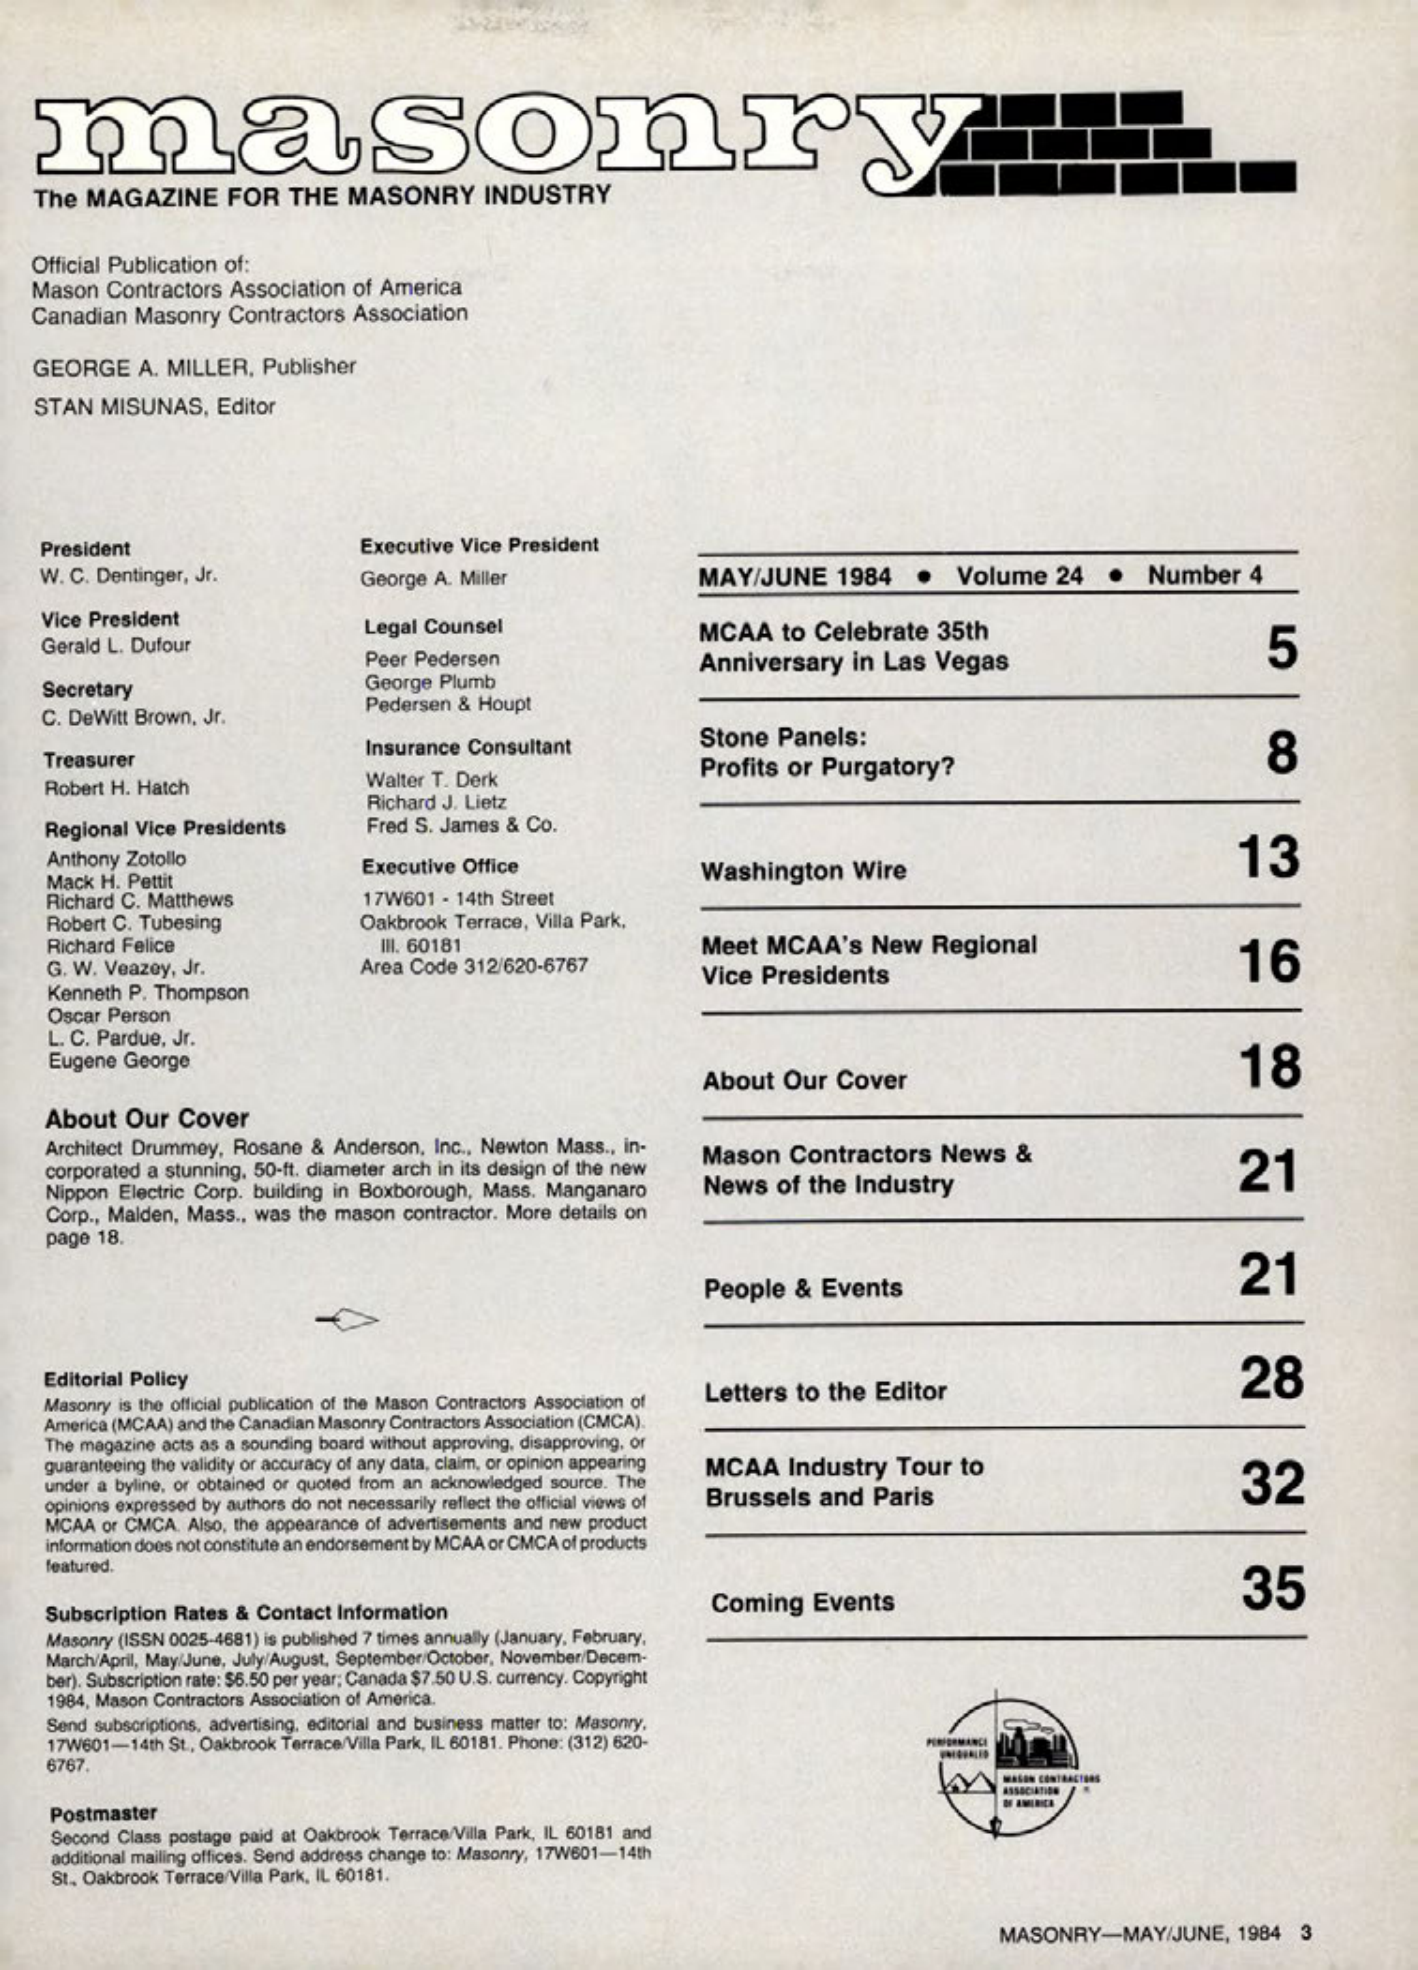 masonry
The MAGAZINE FOR THE MASONRY INDUSTRY
Official Publication of:
Mason Contractors Association of America
Canadian Masonry Contractors Association
GEORGE A. MILLER, Publisher
STAN MISUNAS, Editor
President
W. C. Dentinger, Jr.
Vice President
Gerald L. Dufour
Secretary
C. DeWitt Brown, Jr.
Treasurer
Robert H. Hatch
Regional Vice Presidents
Anthony Zotollo
Mack H. Pettit
Richard C. Matthews
Robert C. Tubesing
Richard Felice
G. W. Veazey, Jr.
Kenneth P. Thompson
Oscar Person
L. C. Pardue, Jr.
Eugene George
Executive Vice President
George A. Miller
Legal Counsel
Peer Pedersen
George Plumb
Pedersen & Houpt
Insurance Consultant
Walter T. Derk
Richard J. Lietz
Fred S. James & Co.
Executive Office
17W601 - 14th Street
Oakbrook Terrace, Villa Park,
Ill. 60181
Area Code 312/620-6767
About Our Cover
Architect Drummey, Rosane & Anderson, Inc., Newton Mass., in-
corporated a stunning, 50-ft. diameter arch in its design of the new
Nippon Electric Corp. building in Boxborough, Mass. Manganaro
Corp., Malden, Mass., was the mason contractor. More details on
page 18.
Editorial Policy
Masonry is the official publication of the Mason Contractors Association of
America (MCAA) and the Canadian Masonry Contractors Association (CMCA).
The magazine acts as a sounding board without approving, disapproving, or
guaranteeing the validity or accuracy of any data, claim, or opinion appearing
under a byline, or obtained or quoted from an acknowledged source. The
opinions expressed by authors do not necessarily reflect the official views of
MCAA or CMCA. Also, the appearance of advertisements and new product
information does not constitute an endorsement by MCAA or CMCA of products
featured.
Subscription Rates & Contact Information
Masonry (ISSN 0025-4681) is published 7 times annually (January, February,
March/April, May/June, July/August, September/October, November/Decem-
ber). Subscription rate: $6.50 per year; Canada $7.50 U.S. currency. Copyright
1984, Mason Contractors Association of America.
Send subscriptions, advertising, editorial and business matter to: Masonry,
17W601—14th St., Oakbrook Terrace/Villa Park, IL 60181. Phone: (312) 620-
6767.
Postmaster
Second Class postage paid at Oakbrook Terrace/Villa Park, IL 60181 and
additional mailing offices. Send address change to: Masonry, 17W601—14th
St., Oakbrook Terrace/Villa Park, IL 60181.
MAY/JUNE 1984 • Volume 24 • Number 4
MCAA to Celebrate 35th
Anniversary in Las Vegas 5
Stone Panels:
Profits or Purgatory? 8
Washington Wire 13
Meet MCAA's New Regional
Vice Presidents 16
About Our Cover 18
Mason Contractors News &
News of the Industry 21
People & Events 21
Letters to the Editor 28
MCAA Industry Tour to
Brussels and Paris 32
Coming Events 35
PERFORMANCE
UNEQUALED
MASON CONTRACTORS
ASSOCIATION
OF AMERICA
®
MASONRY—MAY/JUNE, 1984 3